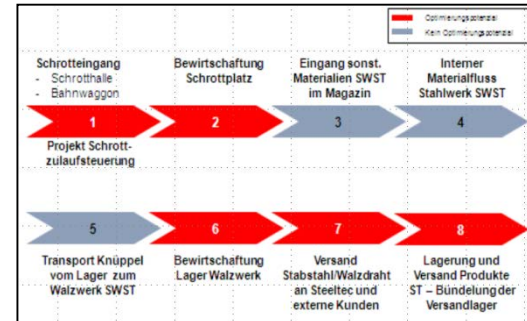 Optimierungspotenzial
Kein Optimierungspotenzial
Schrotteingang
- Schrotthalle
- Bahnwaggon
Bewirtschaftung
Schrottplatz
Eingang sonst.
Materialien SWST
im Magazin
Interner
Materialfluss
Stahlwerk SWST
1
2
3
4
Projekt Schrott-
zulaufsteuerung
5
6
7
8
Transport Knüppel
vom Lager zum
Walzwerk SWST
Bewirtschaftung
Lager Walzwerk
Versand
Stabstahl/Walzdraht
an Steeltec und
externe Kunden
Lagerung und
Versand Produkte
ST – Bündelung der
Versandlager